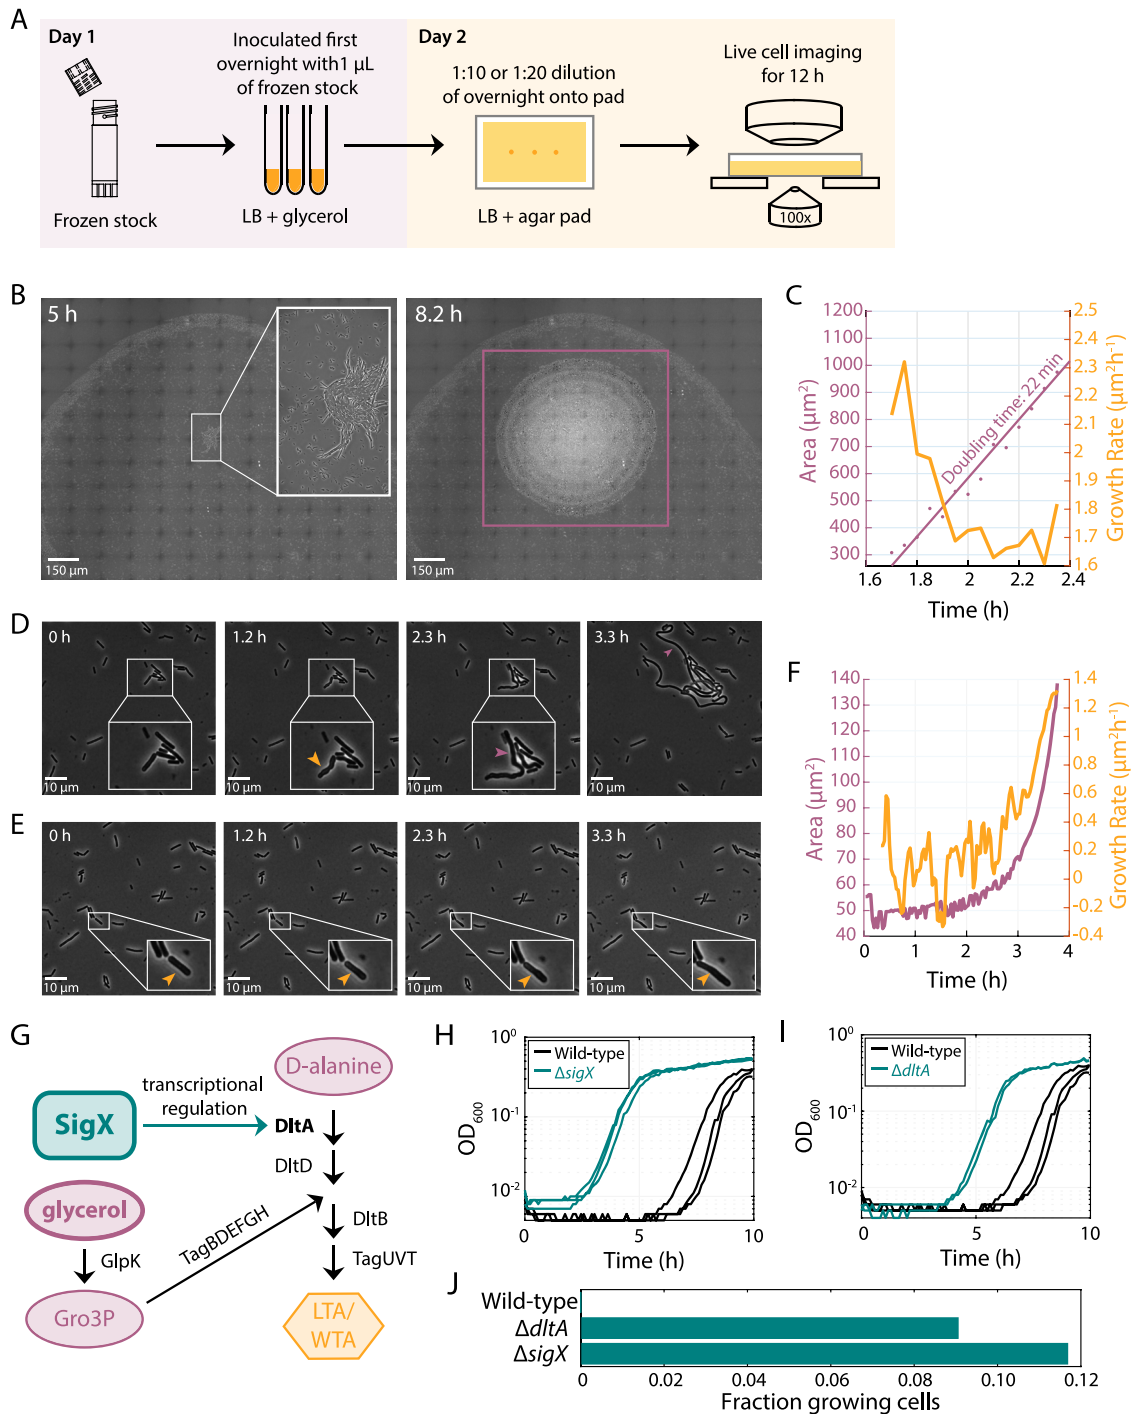 A
Day 1
Inoculated first
overnight with1 μL
of frozen stock
Frozen stock
LB + glycerol
Day 2
1:10 or 1:20 dilution
of overnight onto pad
LB + agar pad
Live cell imaging
for 12 h
100x
B
5 h
150 μm
8.2 h
150 μm
C
Area (μm²)
1200
1100
1000
900
800
700
600
500
400
300
Doubling time: 22 min
2.5
2.4
2.3
2.2
2.1
2
1.9
1.8
1.7
1.6
Growth Rate (μm²h⁻¹)
1.6 1.8 2 2.2 2.4
Time (h)
D
0 h
10 μm
1.2 h
10 μm
2.3 h
10 μm
3.3 h
10 μm
E
0 h
10 μm
1.2 h
10 μm
2.3 h
10 μm
3.3 h
10 μm
F
Area (μm²)
140
130
120
110
100
90
80
70
60
50
40
1.4
1.2
1
0.8
0.6
0.4
0.2
0
-0.2
-0.4
Growth Rate (μm²h⁻¹)
0 1 2 3 4
Time (h)
G
D-alanine
transcriptional
regulation
SigX
DltA
DltD
glycerol
TagBDEFGH
DltB
GlpK
TagUVT
Gro3P
LTA/
WTA
H
OD₆₀₀
10⁰
10⁻¹
10⁻²
Wild-type
ΔsigX
0 5 10
Time (h)
I
OD₆₀₀
10⁰
10⁻¹
10⁻²
Wild-type
ΔdltA
0 5 10
Time (h)
J
Wild-type
ΔdltA
ΔsigX
0 0.02 0.04 0.06 0.08 0.10 0.12
Fraction growing cells